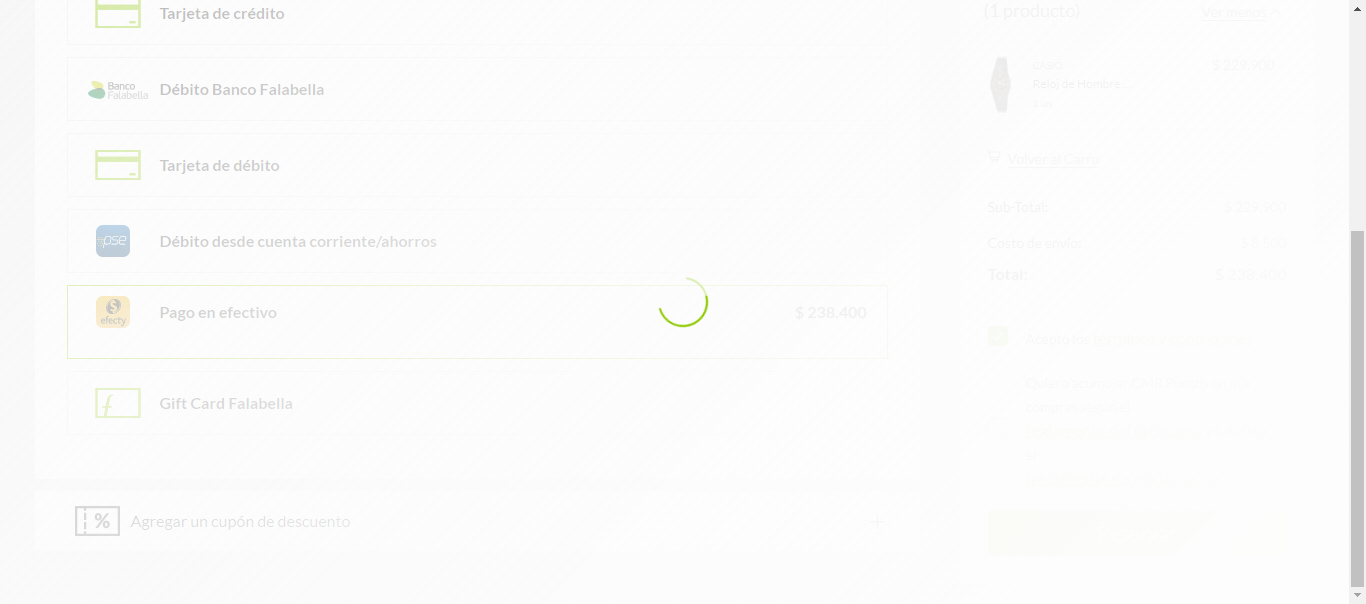 Tarjeta de crédito
Banco Falabella
Débito Banco Falabella
Tarjeta de débito
pse
Débito desde cuenta corriente/ahorros
efecty
Pago en efectivo
$ 238.400
Gift Card Falabella
%
Agregar un cupón de descuento
+
(1 producto)
Ver menos
CASIO
$ 229.900
Reloj de Hombre...
Volver al Carro
Sub-Total:
$ 229.900
Costo de envío:
$ 8.500
Total:
$ 238.400
Acepto los términos y condiciones